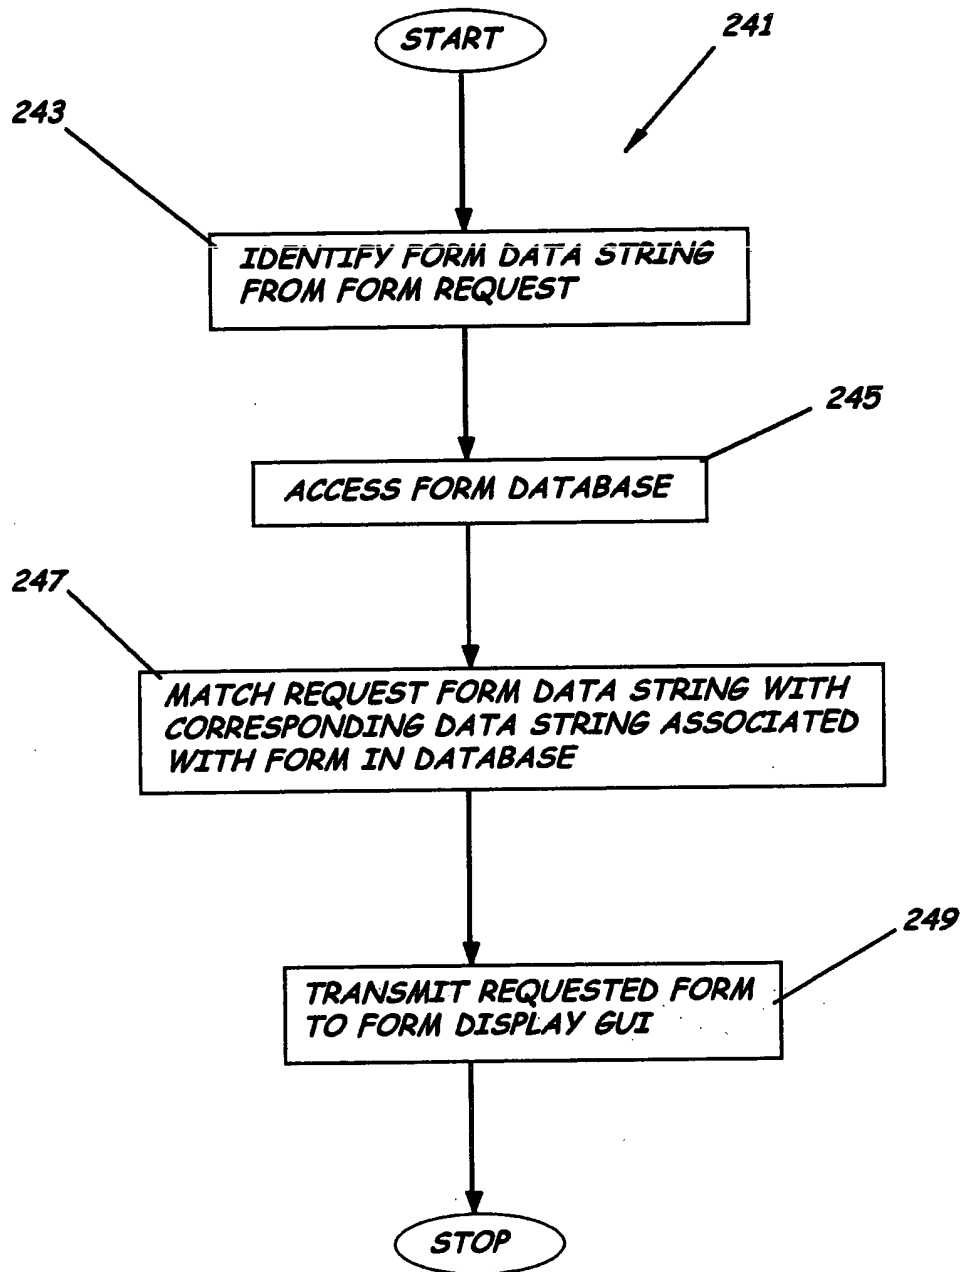 START
241
243
IDENTIFY FORM DATA STRING
FROM FORM REQUEST
245
ACCESS FORM DATABASE
247
MATCH REQUEST FORM DATA STRING WITH
CORRESPONDING DATA STRING ASSOCIATED
WITH FORM IN DATABASE
249
TRANSMIT REQUESTED FORM
TO FORM DISPLAY GUI
STOP